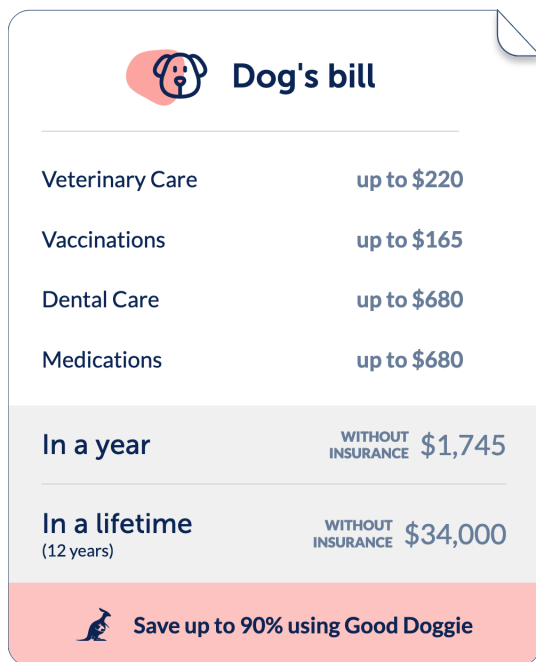 Dog's bill
Veterinary Care up to $220
Vaccinations up to $165
Dental Care up to $680
Medications up to $680
In a year WITHOUT INSURANCE $1,745
In a lifetime WITHOUT INSURANCE $34,000
(12 years)
Save up to 90% using Good Doggie